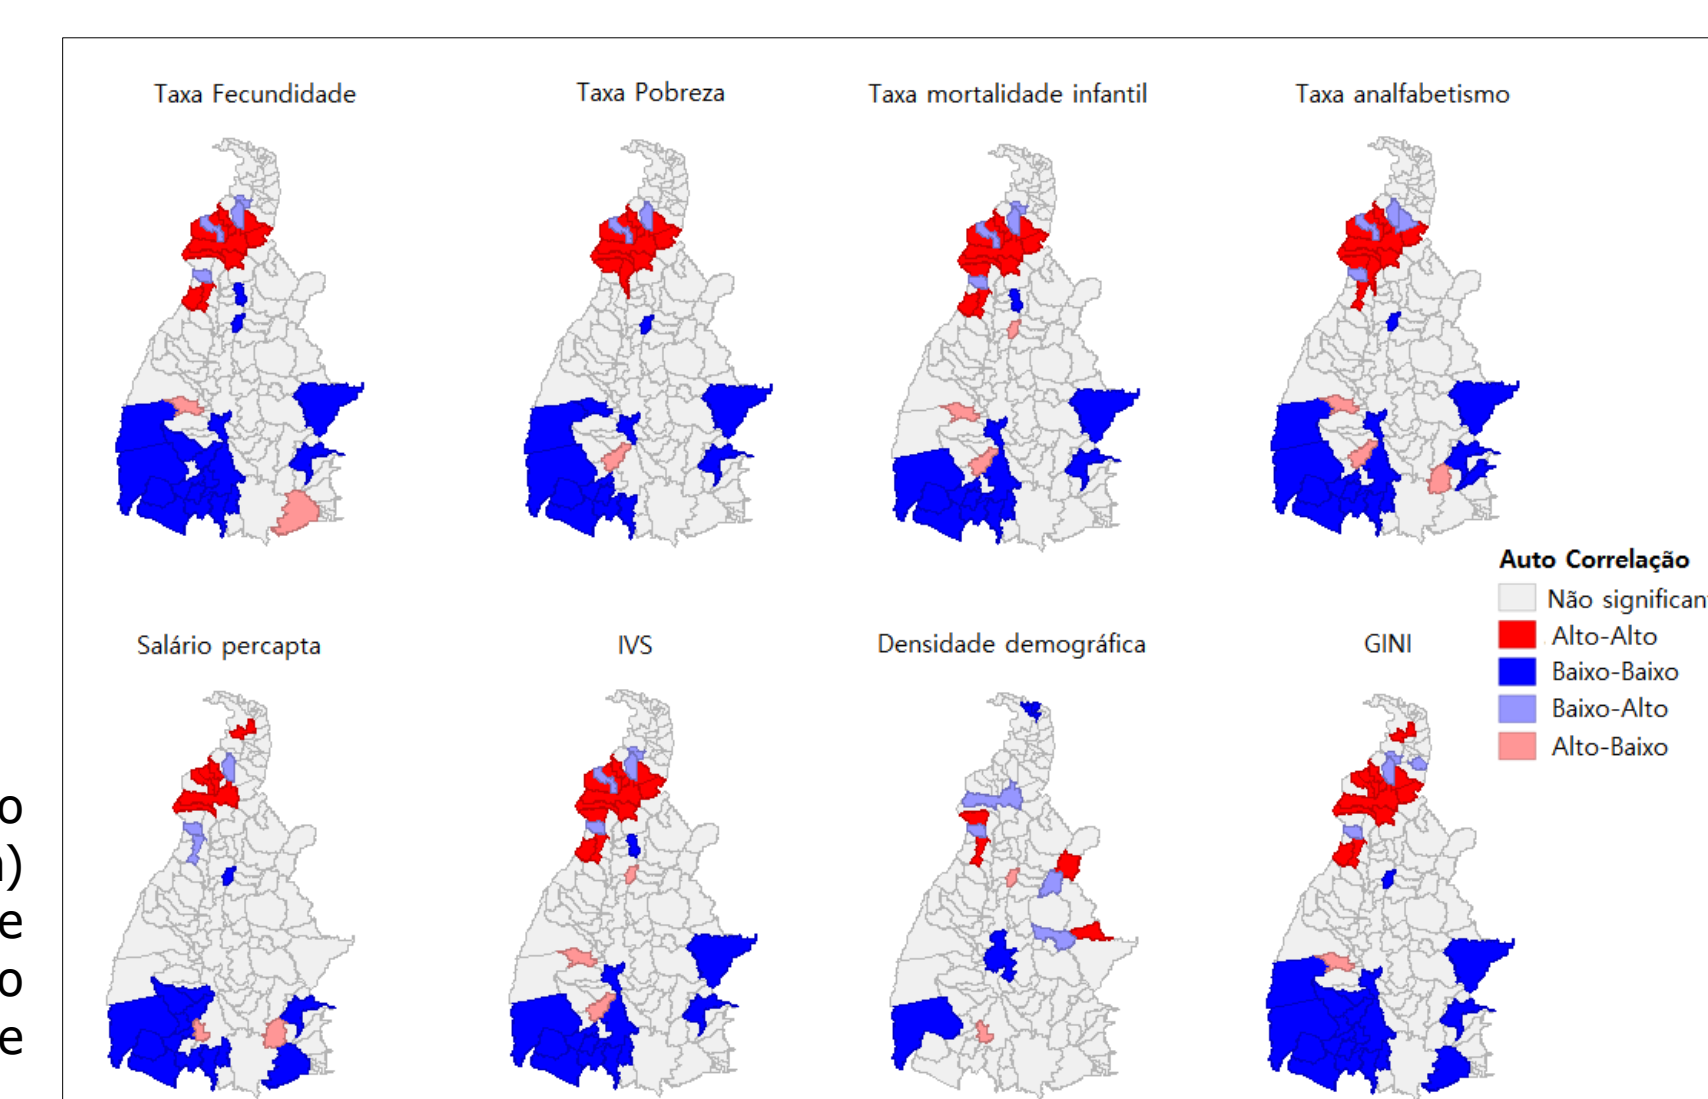 Taxa Fecundidade
Taxa Pobreza
Taxa mortalidade infantil
Taxa analfabetismo
Auto Correlação
Não significan
Alto-Alto
Baixo-Baixo
Baixo-Alto
Alto-Baixo
Salário percapta
IVS
Densidade demográfica
GINI
o
)
e
o
e